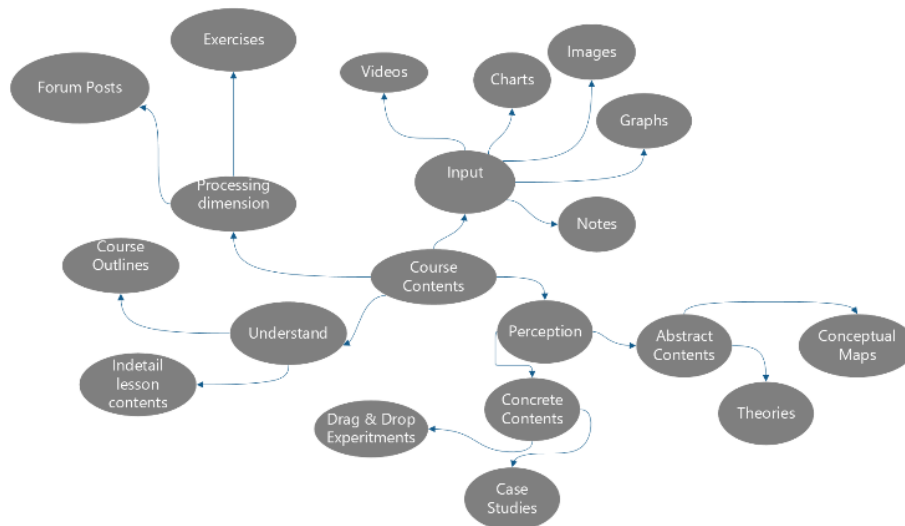 Exercises
Forum Posts
Videos
Charts
Images
Graphs
Processing
dimension
Input
Notes
Course
Outlines
Course
Contents
Understand
Perception
Abstract
Contents
Conceptual
Maps
Indetail
lesson
contents
Concrete
Contents
Drag & Drop
Experitments
Theories
Case
Studies